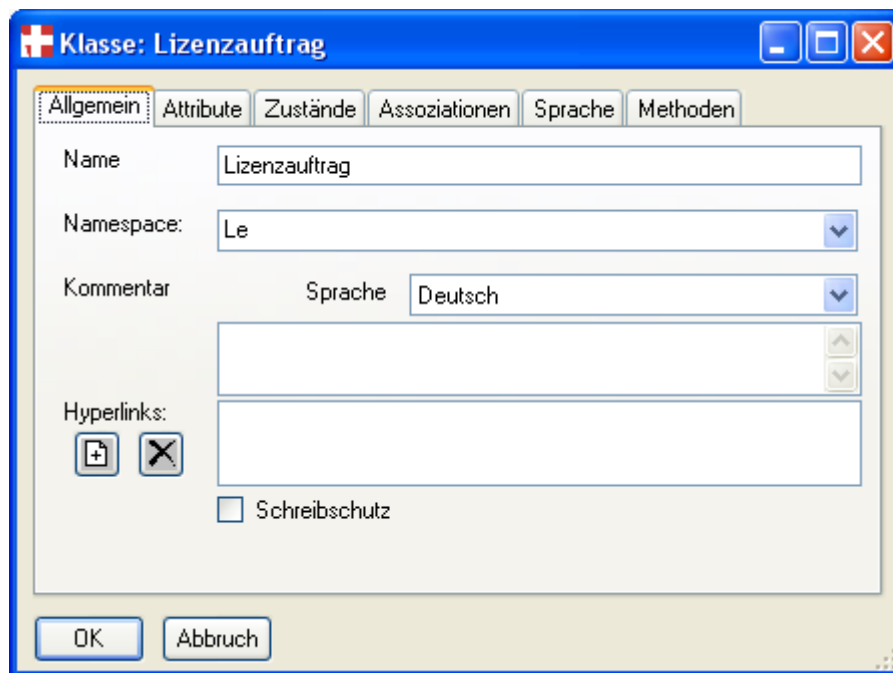 Klasse: Lizenzauftrag
Allgemein Attribute Zustände Assoziationen Sprache Methoden
Name Lizenzauftrag
Namespace: Le
Kommentar Sprache Deutsch
Hyperlinks:
Schreibschutz
OK Abbruch